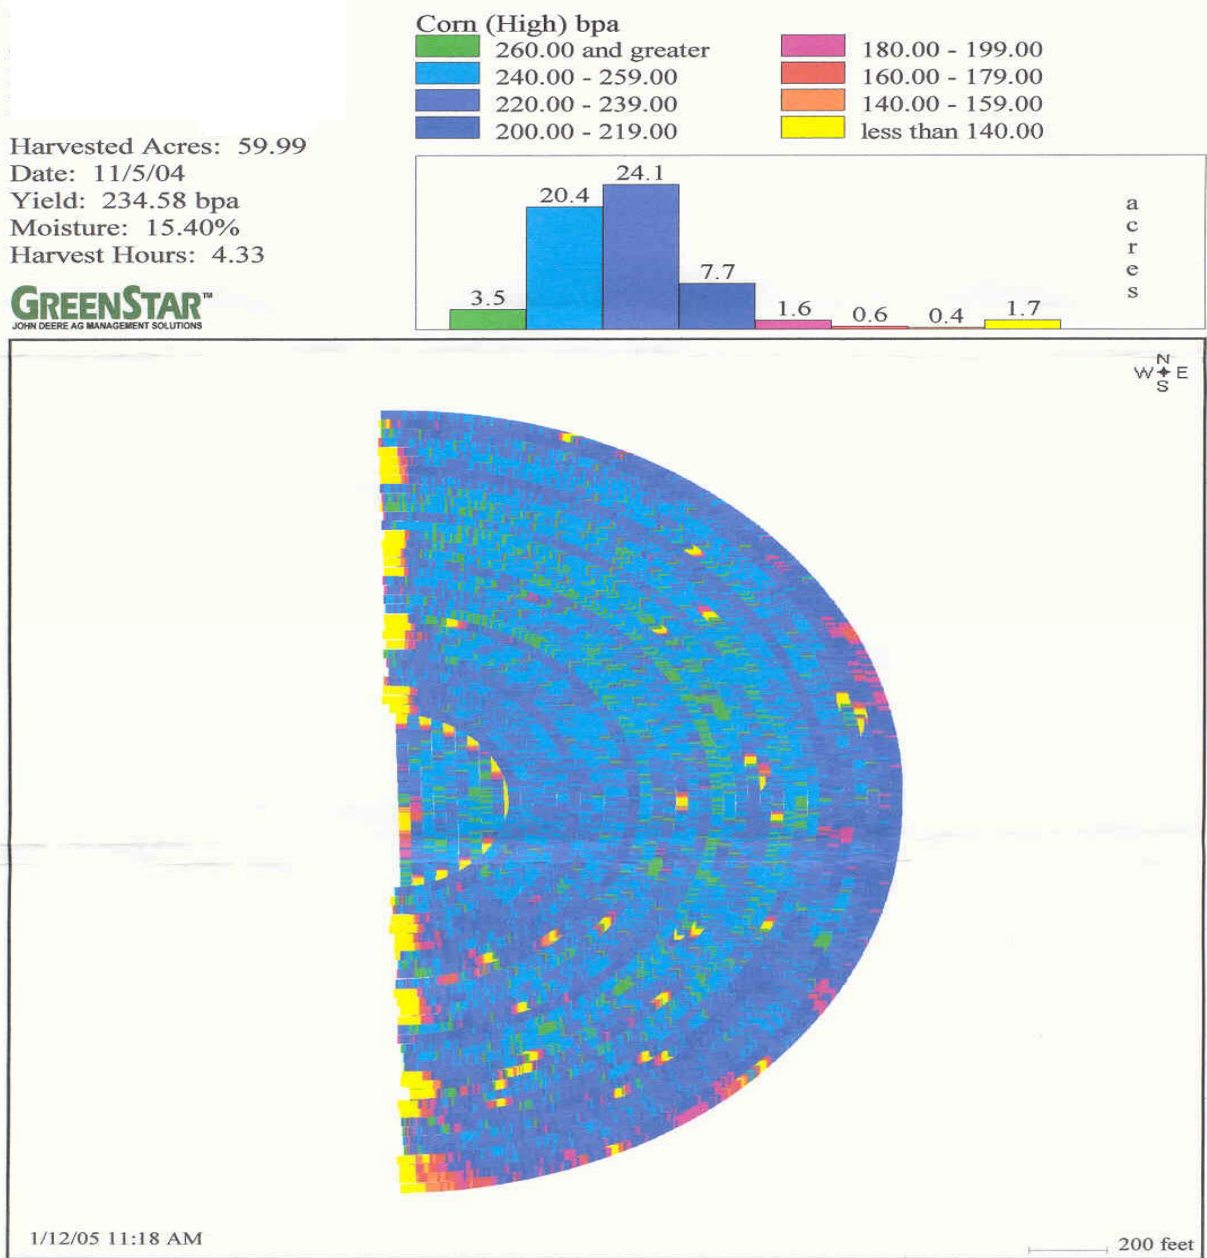 Corn (High) bpa
260.00 and greater
240.00 - 259.00
220.00 - 239.00
200.00 - 219.00
180.00 - 199.00
160.00 - 179.00
140.00 - 159.00
less than 140.00
Harvested Acres: 59.99
Date: 11/5/04
Yield: 234.58 bpa
Moisture: 15.40%
Harvest Hours: 4.33
GREENSTAR™
JOHN DEERE AG MANAGEMENT SOLUTIONS
3.5
20.4
24.1
7.7
1.6
0.6
0.4
1.7
acres
N
W E
S
1/12/05 11:18 AM
200 feet